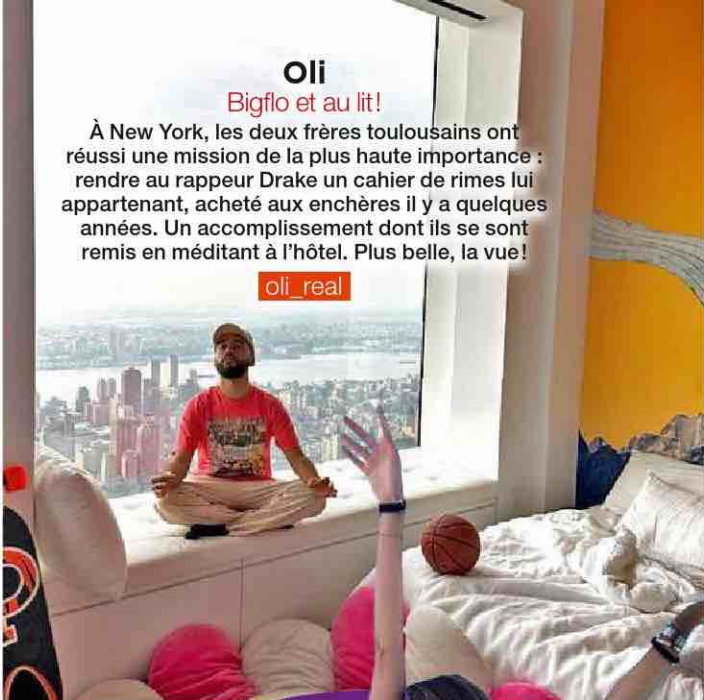 Oli
Bigflo et au lit!
À New York, les deux frères toulousains ont
réussi une mission de la plus haute importance :
rendre au rappeur Drake un cahier de rimes lui
appartenant, acheté aux enchères il y a quelques
années. Un accomplissement dont ils se sont
remis en méditant à l'hôtel. Plus belle, la vue!
oli_real